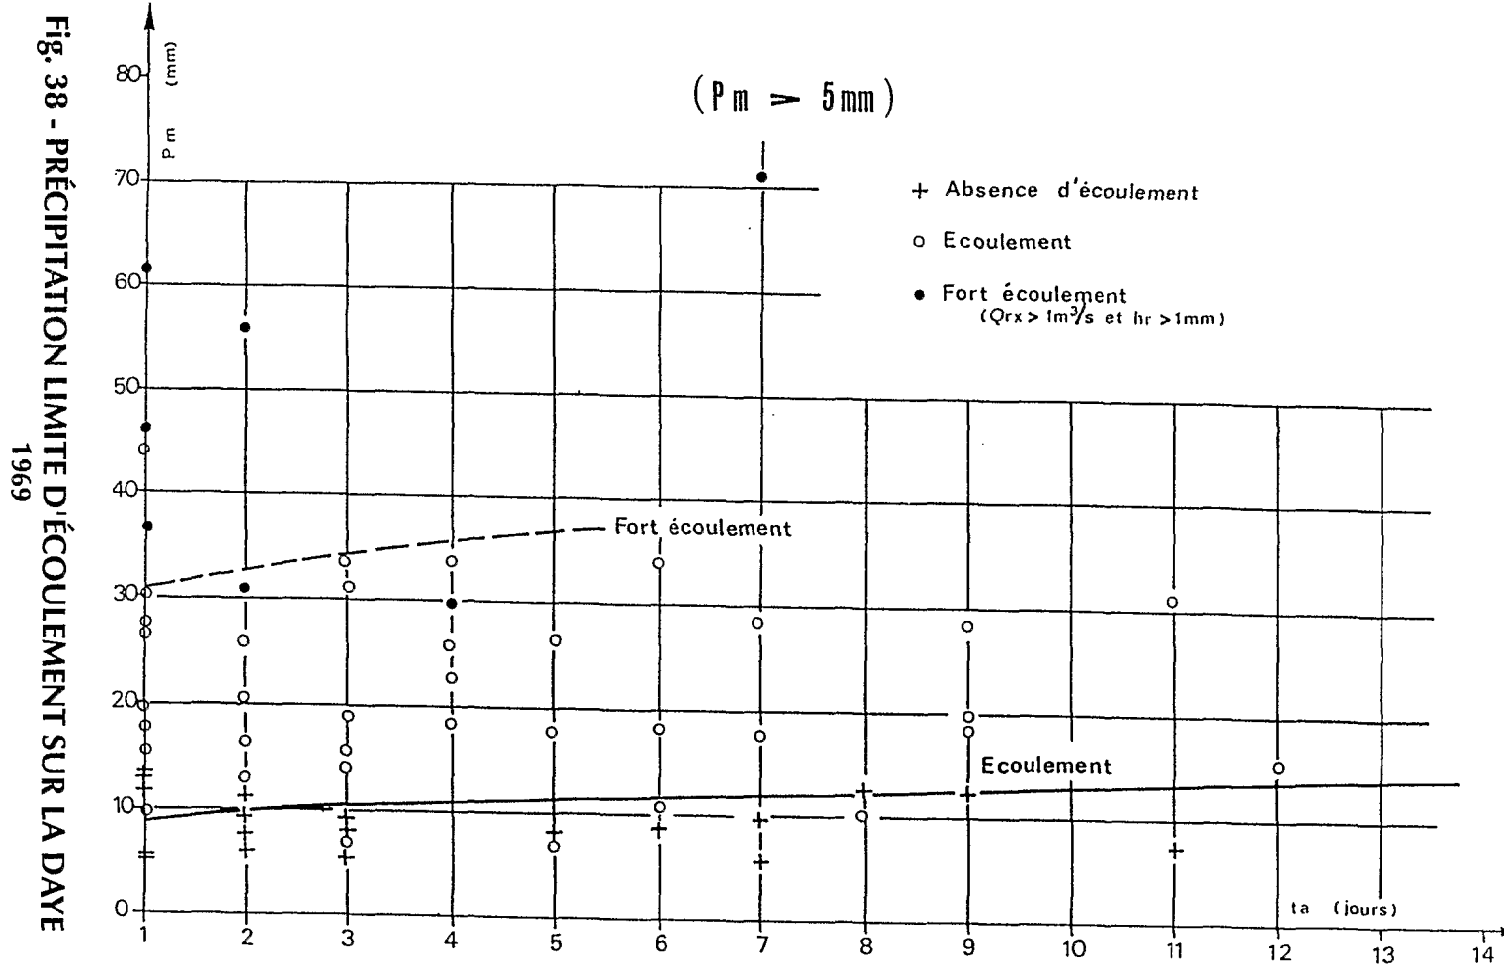 Fig. 38 - PRÉCIPITATION LIMITE D'ÉCOULEMENT SUR LA DAYE
1969
Pm (mm)
(Pm > 5mm)
+ Absence d'écoulement
o Ecoulement
● Fort écoulement
(Qrx > 1m³/s et hr > 1mm)
80
70
60
50
40
30
20
10
0
Fort écoulement
Ecoulement
ta (jours)
1 2 3 4 5 6 7 8 9 10 11 12 13 14